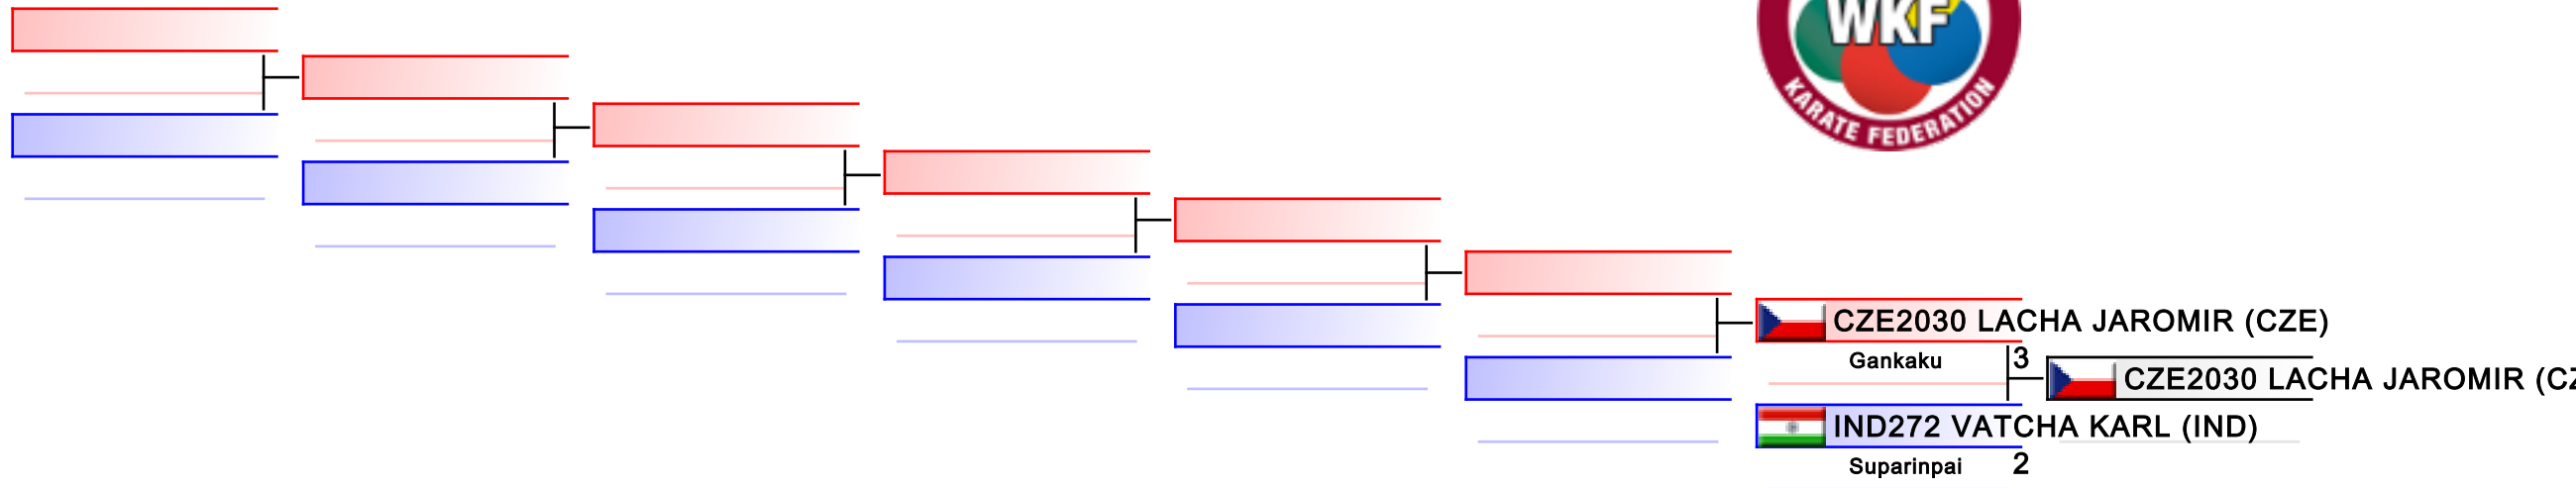 WKF
KARATE FEDERATION
CZE2030 LACHA JAROMIR (CZE)
Gankaku
3
CZE2030 LACHA JAROMIR (CZ
IND272 VATCHA KARL (IND)
Suparinpai
2